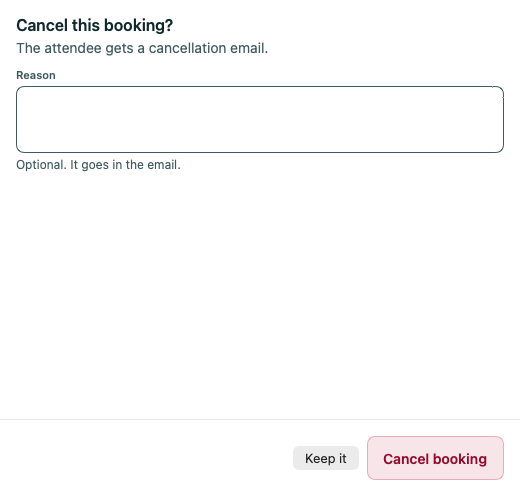 Cancel this booking?
The attendee gets a cancellation email.
Reason
Optional. It goes in the email.
Keep it
Cancel booking